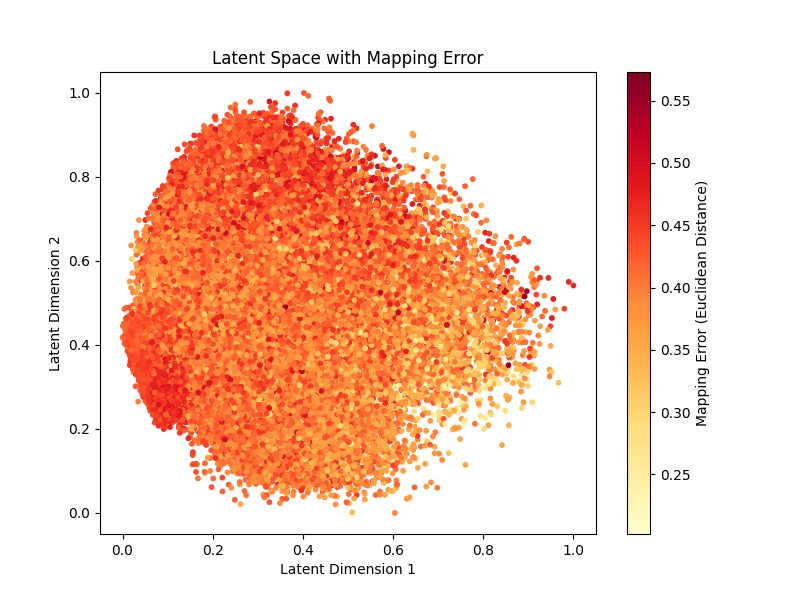 Latent Space with Mapping Error
1.0
0.8
0.6
0.4
0.2
0.0
Latent Dimension 2
0.0 0.2 0.4 0.6 0.8 1.0
Latent Dimension 1
0.55
0.50
0.45
0.40
0.35
0.30
0.25
Mapping Error (Euclidean Distance)